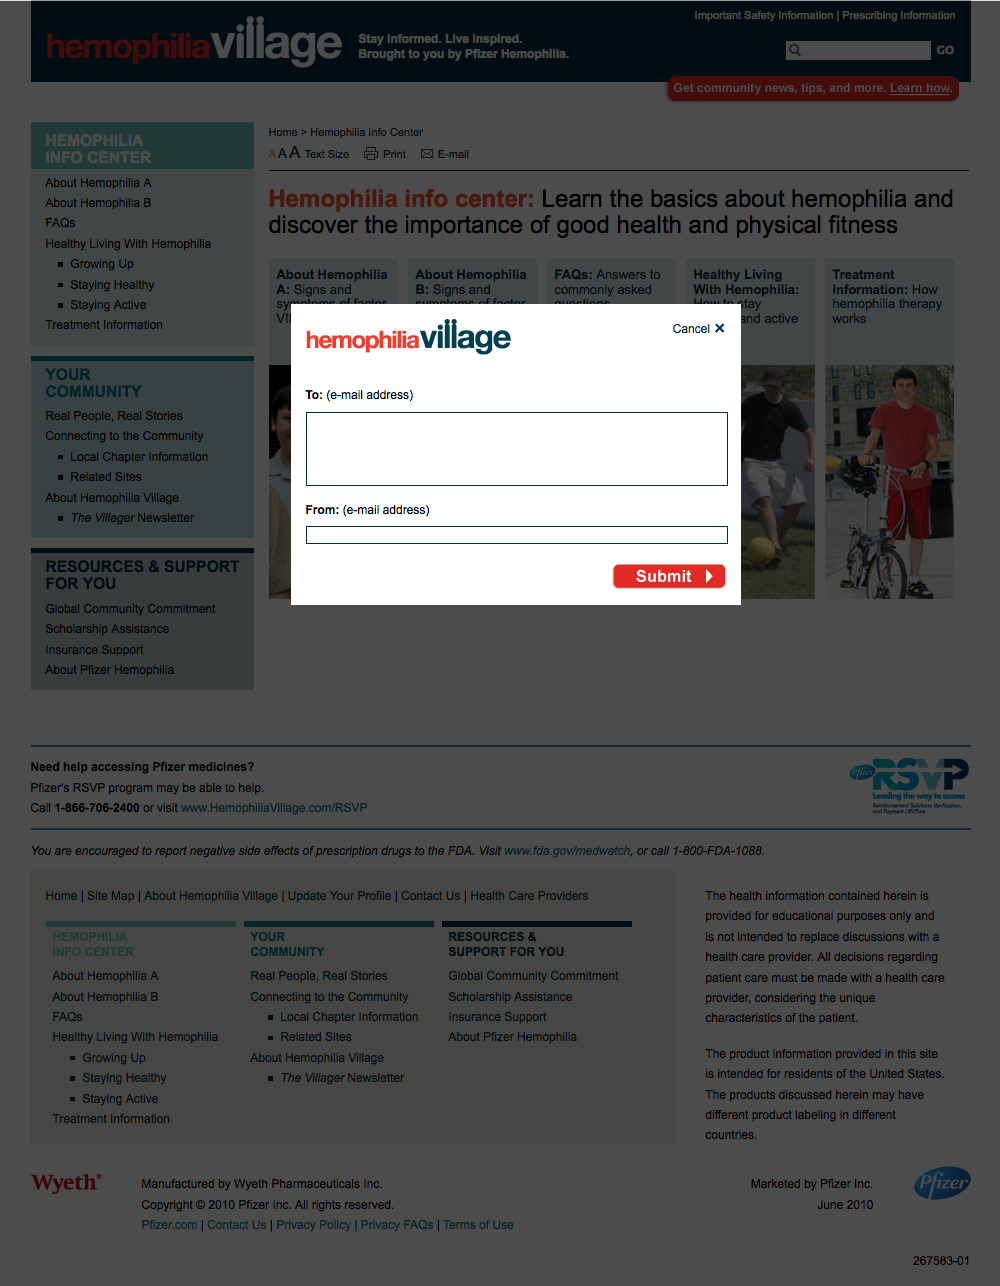 Important Safety Information | Prescribing Information
hemophiliavillage
Stay Informed. Live Inspired.
Brought to you by Pfizer Hemophilia.
GO
Get community news, tips, and more. Learn how.
HEMOPHILIA
INFO CENTER
About Hemophilia A
About Hemophilia B
FAQs
Healthy Living With Hemophilia
Growing Up
Staying Healthy
Staying Active
Treatment Information
YOUR
COMMUNITY
Real People, Real Stories
Connecting to the Community
Local Chapter Information
Related Sites
About Hemophilia Village
The Villager Newsletter
RESOURCES & SUPPORT
FOR YOU
Global Community Commitment
Scholarship Assistance
Insurance Support
About Pfizer Hemophilia
Home > Hemophilia Info Center
A A A Text Size Print E-mail
Hemophilia info center: Learn the basics about hemophilia and
discover the importance of good health and physical fitness
About Hemophilia
A: Signs and
symptoms of factor
About Hemophilia
B: Signs and
symptoms of factor
FAQs: Answers to
commonly asked
questions
Healthy Living
With Hemophilia:
How to stay
and active
Treatment
Information: How
hemophilia therapy
works
hemophiliavillage
Cancel ✕
To: (e-mail address)
From: (e-mail address)
Submit
Need help accessing Pfizer medicines?
Pfizer's RSVP program may be able to help.
Call 1-866-706-2400 or visit www.HemophiliaVillage.com/RSVP
Pfizer RSVP
Leading the way to access
Reimbursement Solutions, Verification,
and Payment HELPline
You are encouraged to report negative side effects of prescription drugs to the FDA. Visit www.fda.gov/medwatch, or call 1-800-FDA-1088.
Home | Site Map | About Hemophilia Village | Update Your Profile | Contact Us | Health Care Providers
HEMOPHILIA
INFO CENTER
About Hemophilia A
About Hemophilia B
FAQs
Healthy Living With Hemophilia
Growing Up
Staying Healthy
Staying Active
Treatment Information
YOUR
COMMUNITY
Real People, Real Stories
Connecting to the Community
Local Chapter Information
Related Sites
About Hemophilia Village
The Villager Newsletter
RESOURCES &
SUPPORT FOR YOU
Global Community Commitment
Scholarship Assistance
Insurance Support
About Pfizer Hemophilia
The health information contained herein is
provided for educational purposes only and
is not intended to replace discussions with a
health care provider. All decisions regarding
patient care must be made with a health care
provider, considering the unique
characteristics of the patient.
The product information provided in this site
is intended for residents of the United States.
The products discussed herein may have
different product labeling in different
countries.
Wyeth®
Manufactured by Wyeth Pharmaceuticals Inc.
Copyright © 2010 Pfizer Inc. All rights reserved.
Pfizer.com | Contact Us | Privacy Policy | Privacy FAQs | Terms of Use
Marketed by Pfizer Inc.
June 2010
Pfizer
267583-01